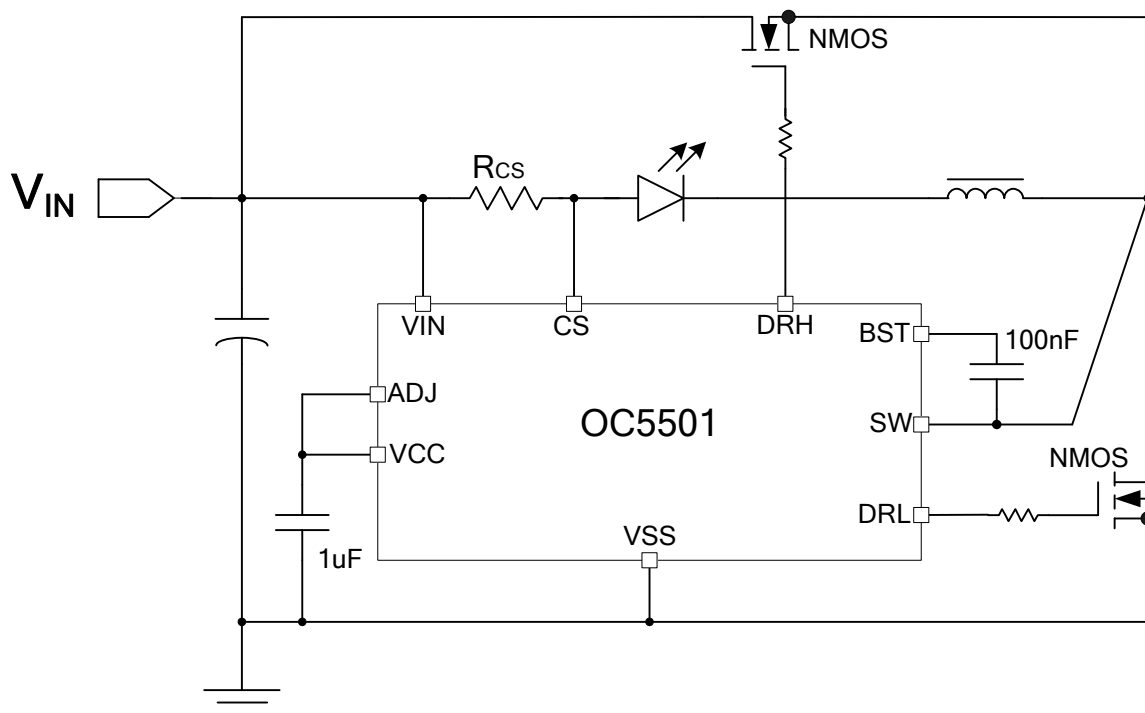 NMOS
RCS
VIN
VIN
CS
DRH
BST
100nF
ADJ
OC5501
SW
VCC
NMOS
DRL
VSS
1uF